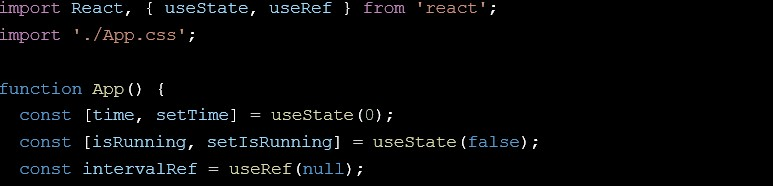 import React, { useState, useRef } from 'react';
import './App.css';
function App() {
const [time, setTime] = useState(0);
const [isRunning, setIsRunning] = useState(false);
const intervalRef = useRef(null);